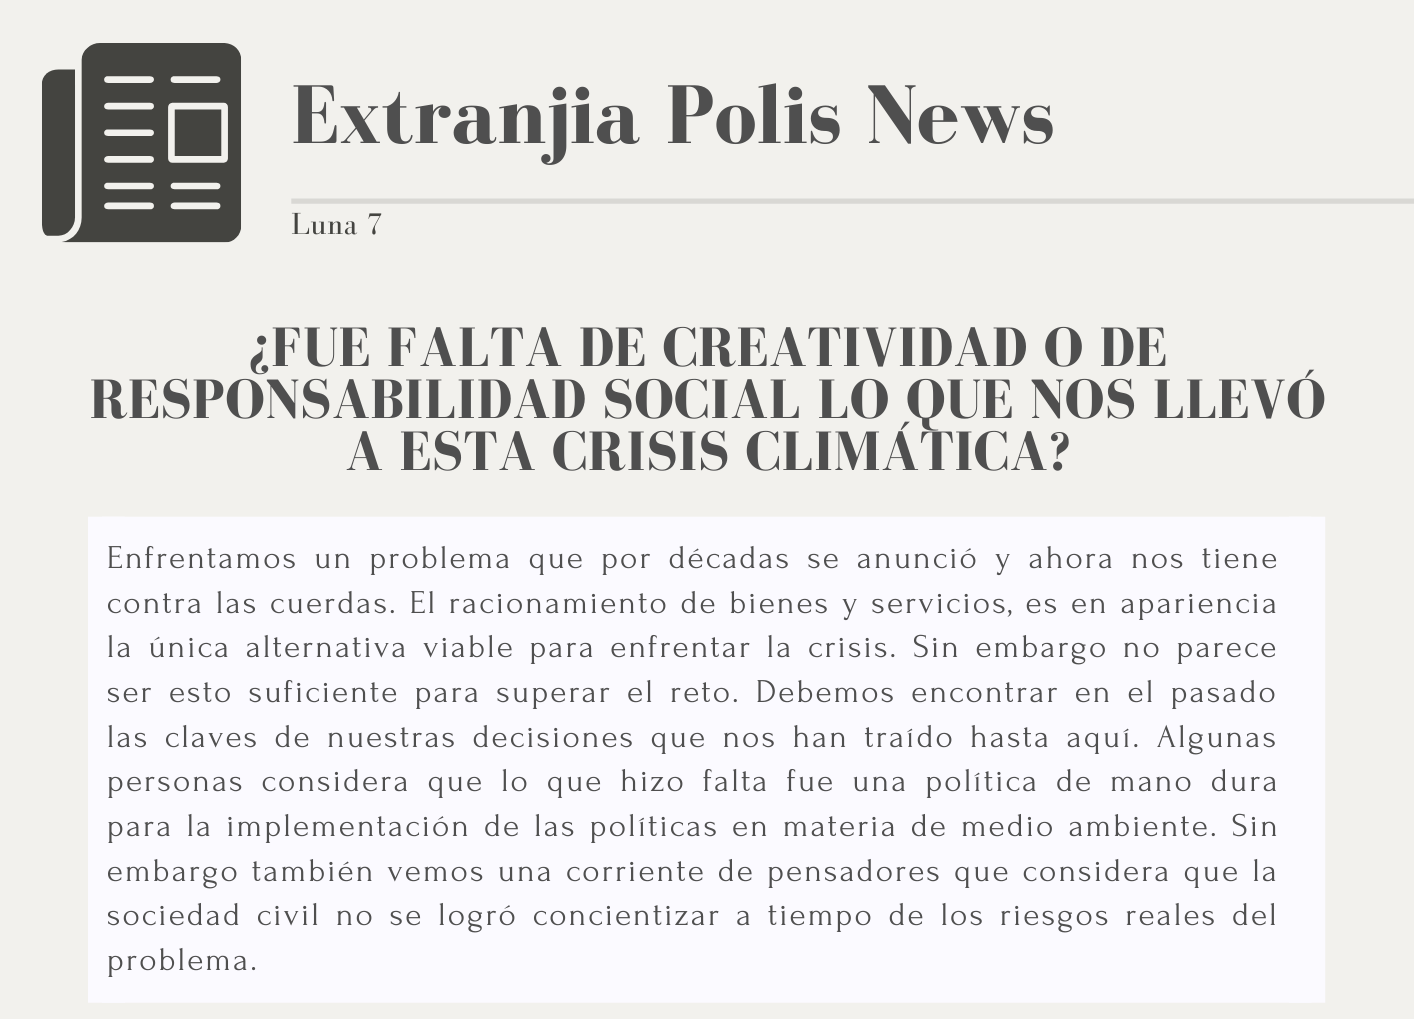 Extranjia Polis News
Luna 7
¿FUE FALTA DE CREATIVIDAD O DE
RESPONSABILIDAD SOCIAL LO QUE NOS LLEVÓ
A ESTA CRISIS CLIMÁTICA?
Enfrentamos un problema que por décadas se anunció y ahora nos tiene
contra las cuerdas. El racionamiento de bienes y servicios, es en apariencia
la única alternativa viable para enfrentar la crisis. Sin embargo no parece
ser esto suficiente para superar el reto. Debemos encontrar en el pasado
las claves de nuestras decisiones que nos han traído hasta aquí. Algunas
personas considera que lo que hizo falta fue una política de mano dura
para la implementación de las políticas en materia de medio ambiente. Sin
embargo también vemos una corriente de pensadores que considera que la
sociedad civil no se logró concientizar a tiempo de los riesgos reales del
problema.